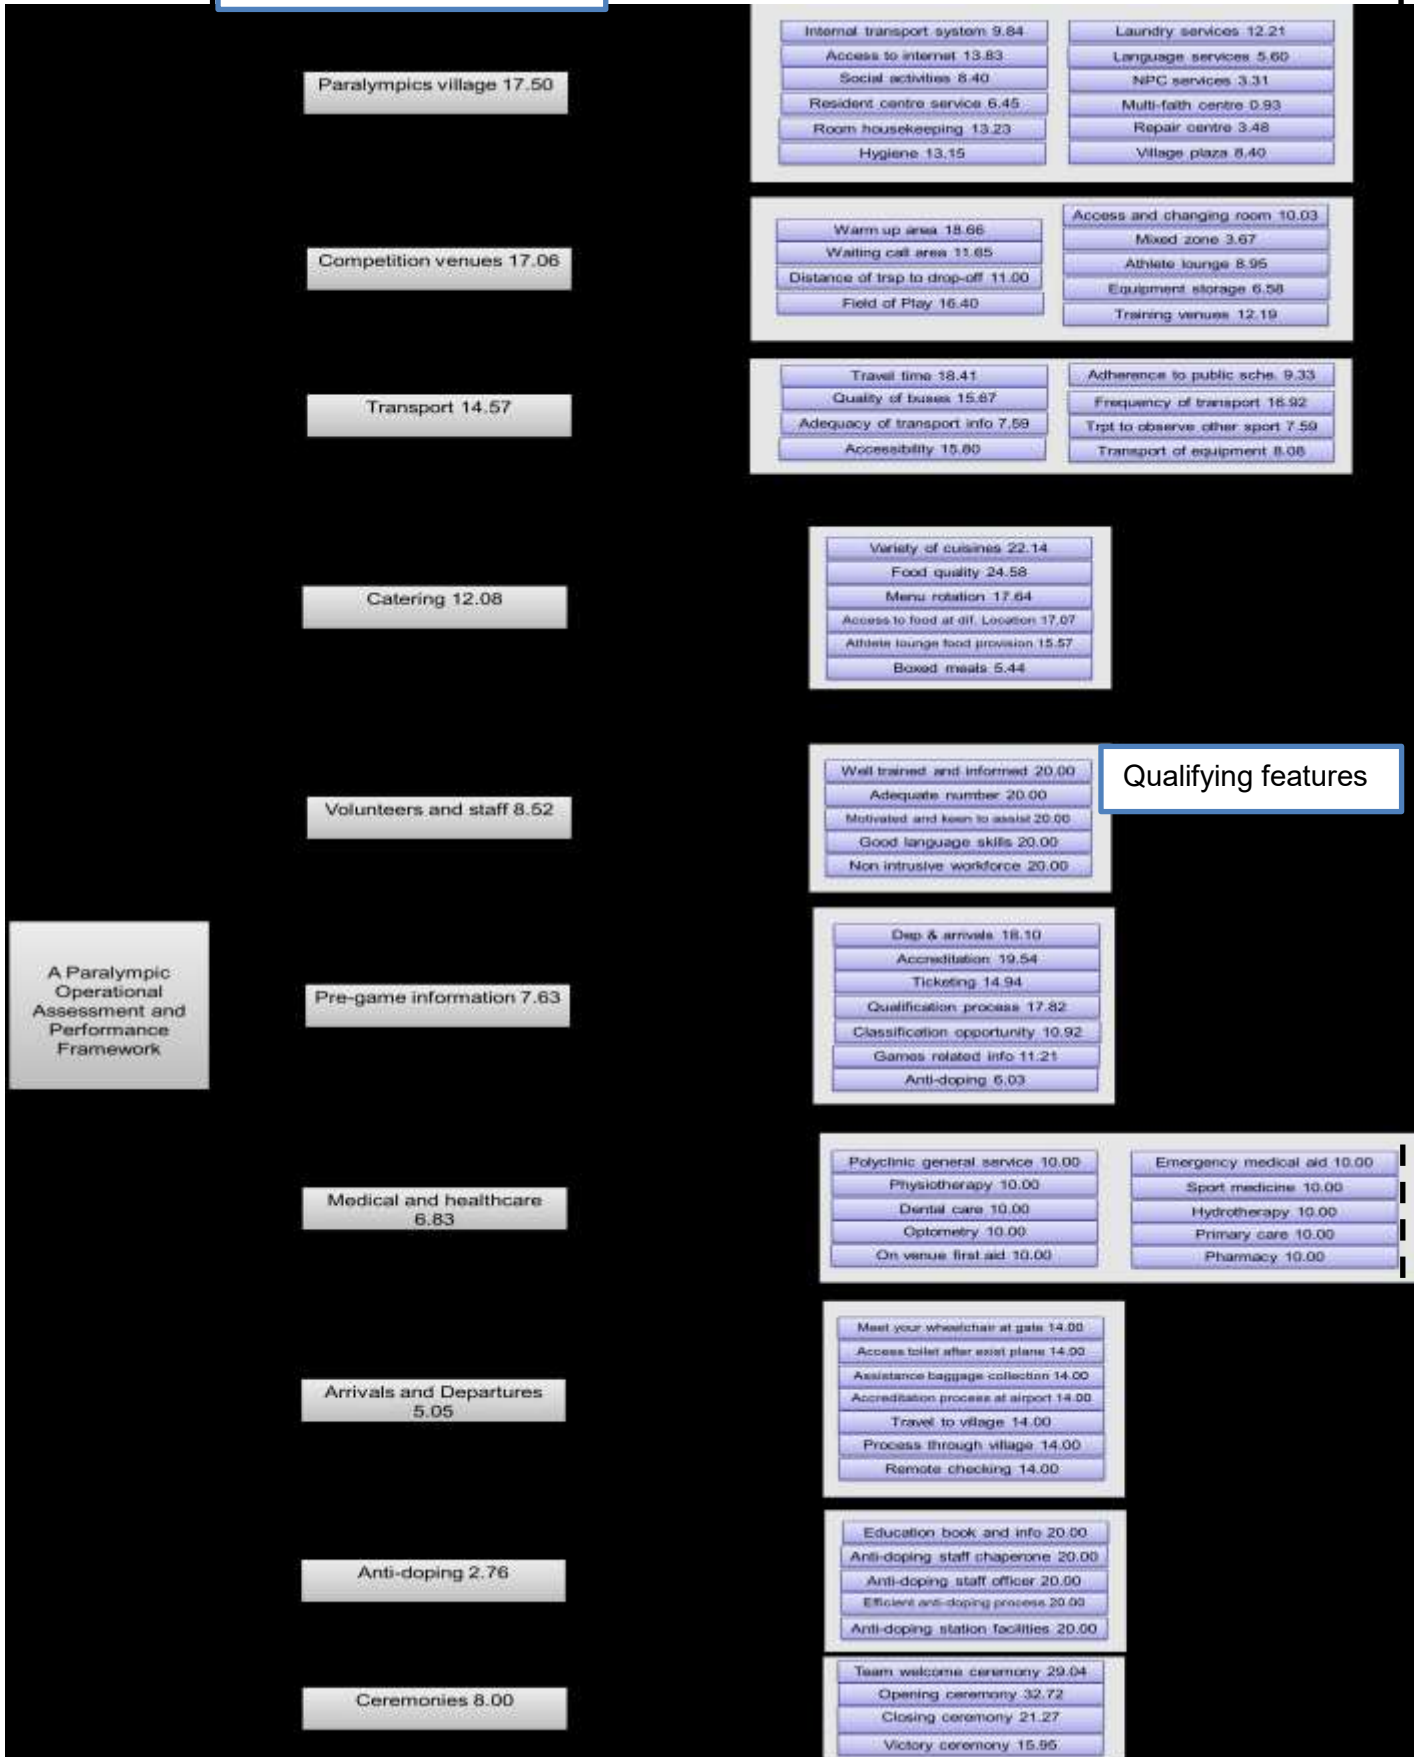 Paralympics village 17.50
Internal transport system 9.84
Access to internet 13.83
Social activities 8.40
Resident centre service 6.45
Room housekeeping 13.23
Hygiene 13.15
Laundry services 12.21
Language services 5.60
NPC services 3.31
Multi-faith centre 0.93
Repair centre 3.48
Village plaza 8.40
Competition venues 17.06
Warm up area 18.66
Waiting call area 11.65
Distance of trsp to drop-off 11.00
Field of Play 16.40
Access and changing room 10.03
Mixed zone 3.67
Athlete lounge 8.95
Equipment storage 6.58
Training venues 12.19
Transport 14.57
Travel time 18.41
Quality of buses 15.87
Adequacy of transport info 7.59
Accessibility 15.80
Adherence to public sche. 9.33
Frequency of transport 16.92
Trpt to observe other sport 7.59
Transport of equipment 8.08
Catering 12.08
Variety of cuisines 22.14
Food quality 24.58
Menu rotation 17.64
Access to food at dif. Location 17.07
Athlete lounge food provision 15.57
Boxed meals 5.44
Volunteers and staff 8.52
Well trained and informed 20.00
Adequate number 20.00
Motivated and keen to assist 20.00
Good language skills 20.00
Non intrusive workforce 20.00
Qualifying features
A Paralympic
Operational
Assessment and
Performance
Framework
Pre-game information 7.63
Dep & arrivals 18.10
Accreditation 19.54
Ticketing 14.94
Qualification process 17.82
Classification opportunity 10.92
Games related info 11.21
Anti-doping 6.03
Medical and healthcare
6.83
Polyclinic general service 10.00
Physiotherapy 10.00
Dental care 10.00
Optometry 10.00
On venue first aid 10.00
Emergency medical aid 10.00
Sport medicine 10.00
Hydrotherapy 10.00
Primary care 10.00
Pharmacy 10.00
Arrivals and Departures
5.05
Meet your wheelchair at gate 14.00
Access toilet after exist plane 14.00
Assistance baggage collection 14.00
Accreditation process at airport 14.00
Travel to village 14.00
Process through village 14.00
Remote checking 14.00
Anti-doping 2.76
Education book and info 20.00
Anti-doping staff chaperone 20.00
Anti-doping staff officer 20.00
Efficient anti-doping process 20.00
Anti-doping station facilities 20.00
Ceremonies 8.00
Team welcome ceremony 29.04
Opening ceremony 32.72
Closing ceremony 21.27
Victory ceremony 15.95